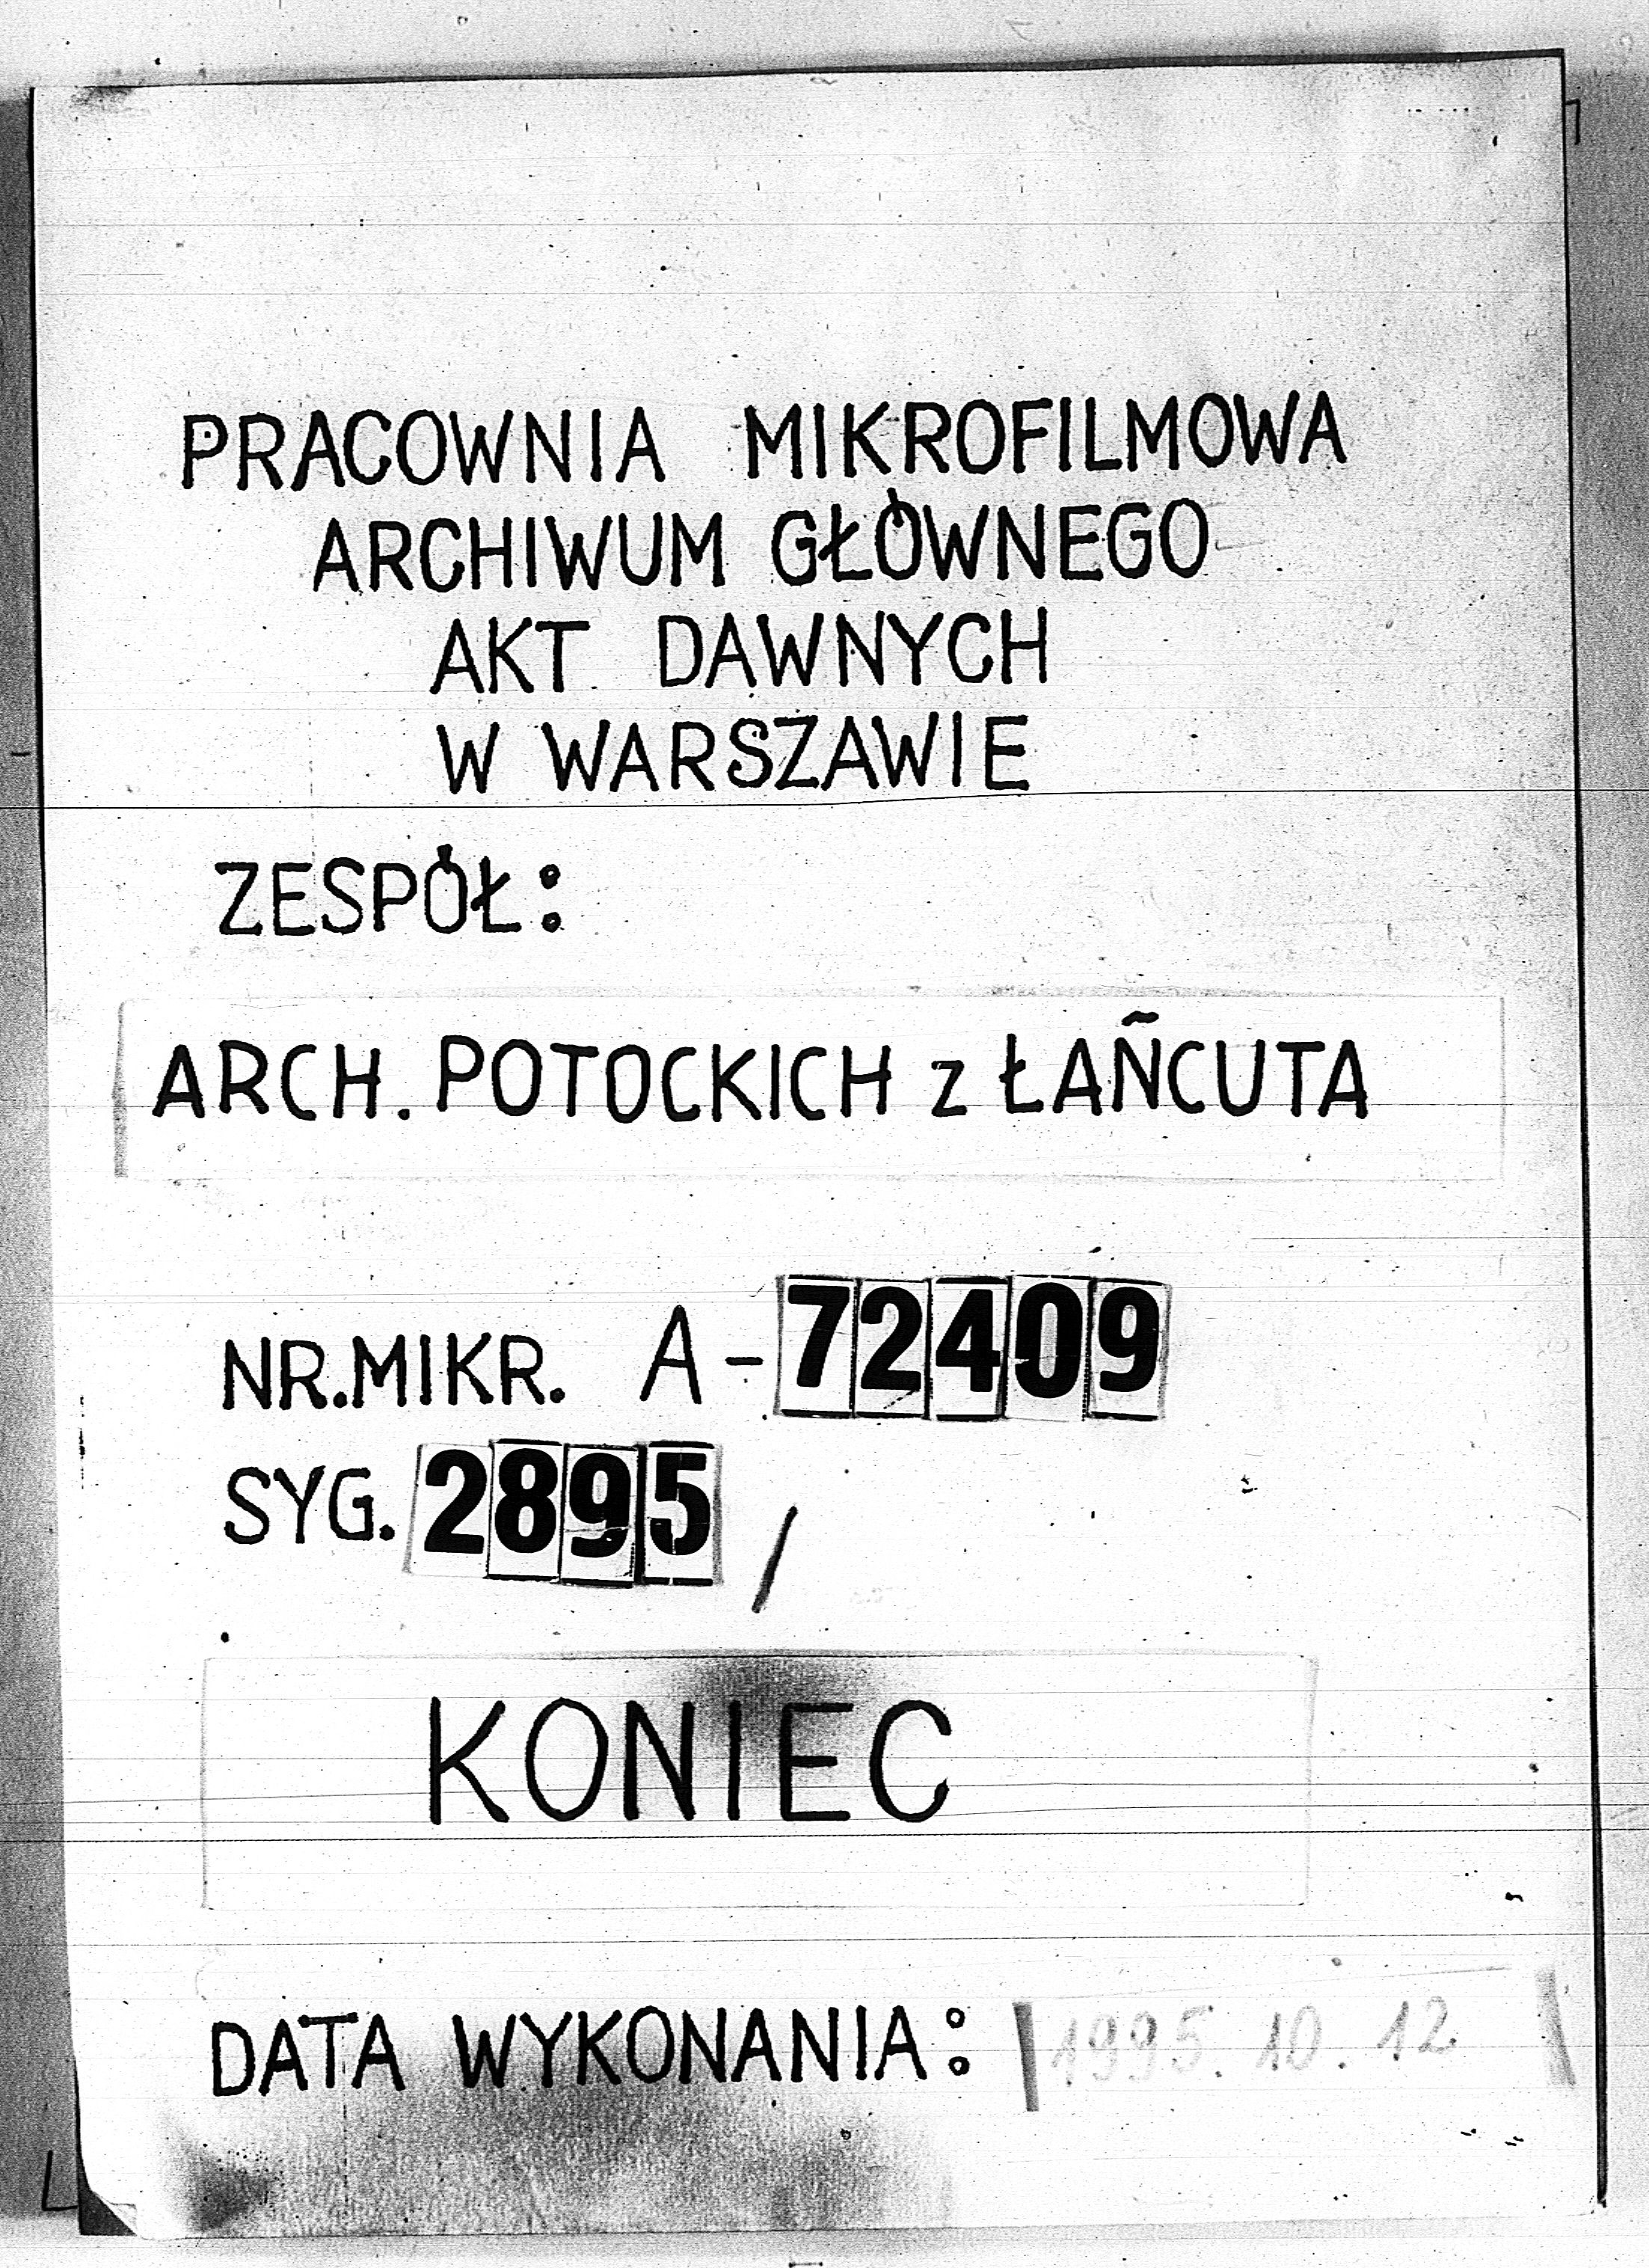 PRACOWNIA MIKROFILMOWA
ARCHIWUM GŁÓWNEGO
AKT DAWNYCH
W WARSZAWIE
ZESPÓŁ:
ARCH. POTOCKICH z ŁAŃCUTA
NR.MIKR. A-72409
SYG. 2895 /
KONIEC
DATA WYKONANIA: 1995.10.12